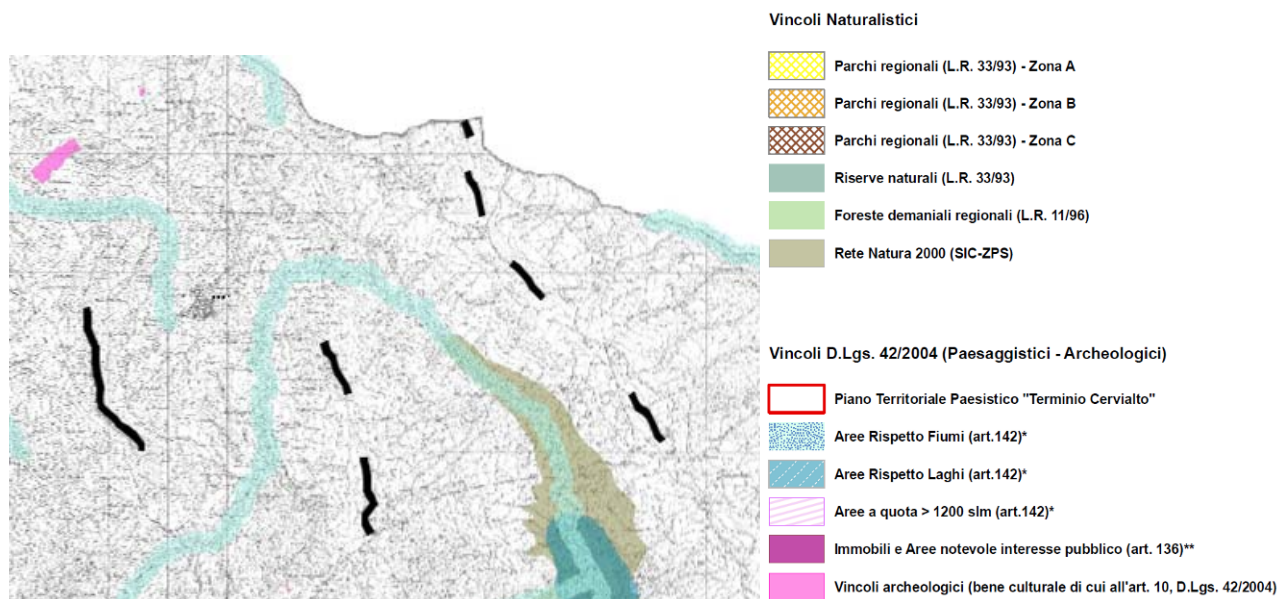 Vincoli Naturalistici
Parchi regionali (L.R. 33/93) - Zona A
Parchi regionali (L.R. 33/93) - Zona B
Parchi regionali (L.R. 33/93) - Zona C
Riserve naturali (L.R. 33/93)
Foreste demaniali regionali (L.R. 11/96)
Rete Natura 2000 (SIC-ZPS)
Vincoli D.Lgs. 42/2004 (Paesaggistici - Archeologici)
Piano Territoriale Paesistico "Terminio Cervialto"
Aree Rispetto Fiumi (art.142)*
Aree Rispetto Laghi (art.142)*
Aree a quota > 1200 slm (art.142)*
Immobili e Aree notevole interesse pubblico (art. 136)**
Vincoli archeologici (bene culturale di cui all'art. 10, D.Lgs. 42/2004)